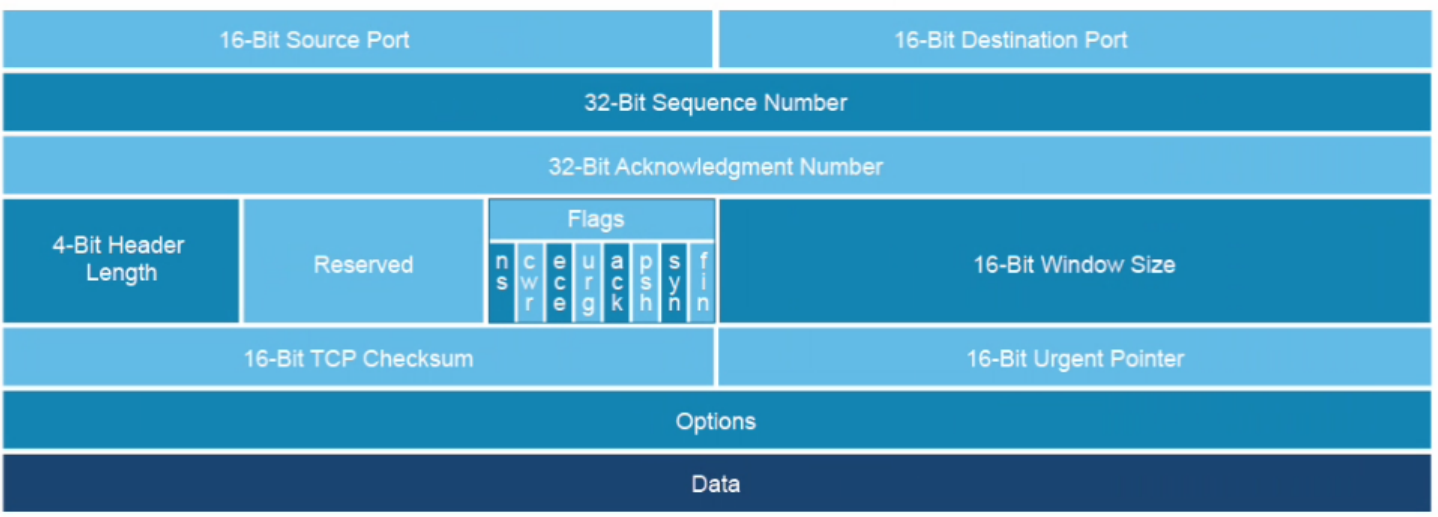 16-Bit Source Port
16-Bit Destination Port
32-Bit Sequence Number
32-Bit Acknowledgment Number
4-Bit Header
Length
Reserved
Flags
ns
cwr
ece
urg
ack
psh
syn
fin
16-Bit Window Size
16-Bit TCP Checksum
16-Bit Urgent Pointer
Options
Data